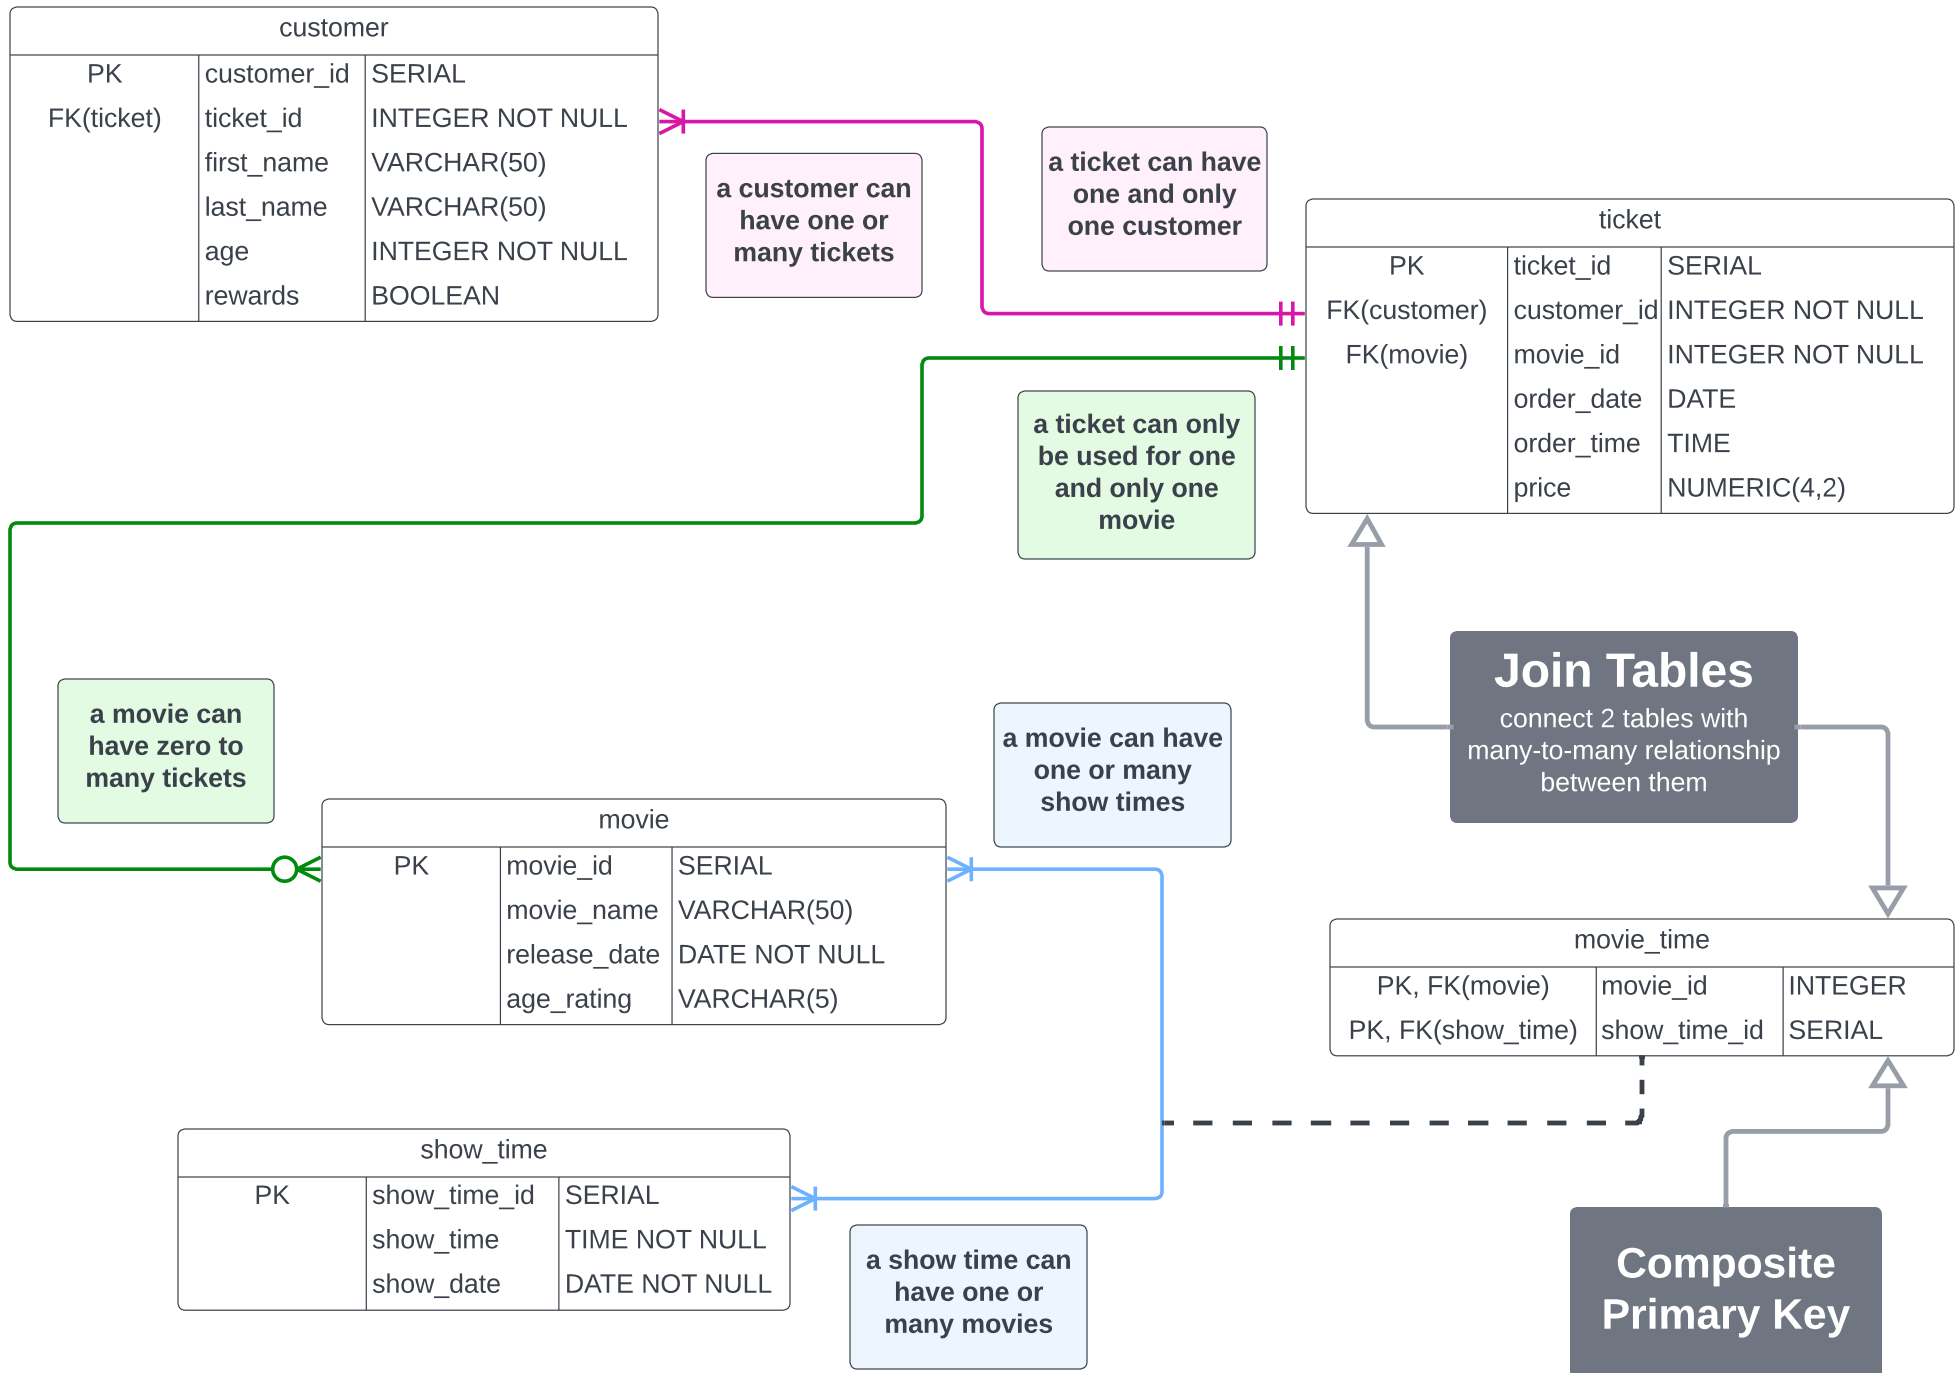 customer
PK customer_id SERIAL
FK(ticket) ticket_id INTEGER NOT NULL
first_name VARCHAR(50)
last_name VARCHAR(50)
age INTEGER NOT NULL
rewards BOOLEAN
a customer can
have one or
many tickets
a ticket can have
one and only
one customer
ticket
PK ticket_id SERIAL
FK(customer) customer_id INTEGER NOT NULL
FK(movie) movie_id INTEGER NOT NULL
order_date DATE
order_time TIME
price NUMERIC(4,2)
a ticket can only
be used for one
and only one
movie
Join Tables
connect 2 tables with
many-to-many relationship
between them
a movie can
have zero to
many tickets
a movie can have
one or many
show times
movie
PK movie_id SERIAL
movie_name VARCHAR(50)
release_date DATE NOT NULL
age_rating VARCHAR(5)
movie_time
PK, FK(movie) movie_id INTEGER
PK, FK(show_time) show_time_id SERIAL
show_time
PK show_time_id SERIAL
show_time TIME NOT NULL
show_date DATE NOT NULL
a show time can
have one or
many movies
Composite
Primary Key